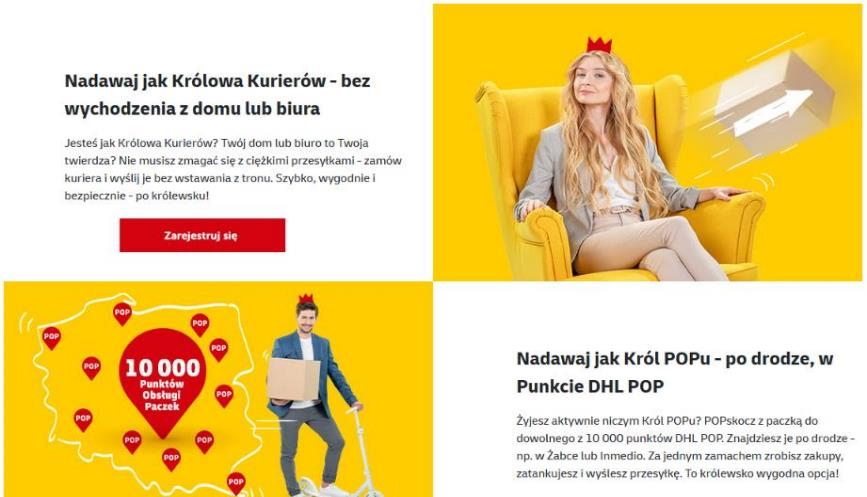 Nadawaj jak Królowa Kurierów - bez
wychodzenia z domu lub biura
Jesteś jak Królowa Kurierów? Twój dom lub biuro to Twoja
twierdza? Nie musisz zmagać się z ciężkimi przesyłkami - zamów
kuriera i wyślij je bez wstawania z tronu. Szybko, wygodnie i
bezpiecznie - po królewsku!
Zarejestruj się
POP
POP
POP
POP
POP
10 000
Punktów
Obsługi
Paczek
POP
POP
POP
POP
POP
POP
Nadawaj jak Król POPu - po drodze, w
Punkcie DHL POP
Żyjesz aktywnie niczym Król POPu? POPskocz z paczką do
dowolnego z 10 000 punktów DHL POP. Znajdziesz je po drodze -
np. w Żabce lub Inmedio. Za jednym zamachem zrobisz zakupy,
zatankujesz i wyślesz przesyłkę. To królewsko wygodna opcja!